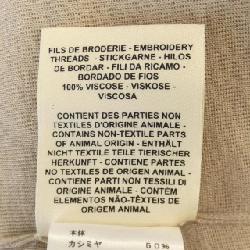 FILS DE BRODERIE - EMBROIDERY
THREADS - STICKGARNE - HILOS
DE BORDAR - FILI DA RICAMO -
BORDADO DE FIOS
100% VISCOSE - VISKOSE -
VISCOSA
CONTIENT DES PARTIES NON
TEXTILES D'ORIGINE ANIMALE -
CONTAINS NON-TEXTILE PARTS
OF ANIMAL ORIGIN - ENTHÄLT
NICHT TEXTILE TEILE TIERISCHER
HERKUNFT - CONTIENE PARTES
NO TEXTILES DE ORIGEN ANIMAL -
CONTIENE PARTI NON TESSILI DI
ORIGINE ANIMALE - CONTÉM
ELEMENTOS NÃO-TÊXTEIS DE
ORIGEM ANIMAL
本体
カシミヤ 60%